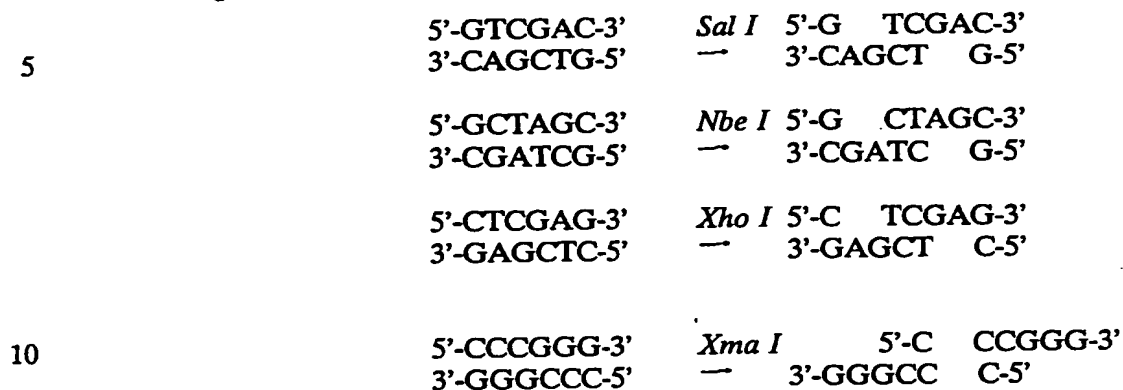 5'-GTCGAC-3' Sal I 5'-G TCGAC-3'
5 3'-CAGCTG-5' → 3'-CAGCT G-5'
5'-GCTAGC-3' Nbe I 5'-G CTAGC-3'
3'-CGATCG-5' → 3'-CGATC G-5'
5'-CTCGAG-3' Xho I 5'-C TCGAG-3'
3'-GAGCTC-5' → 3'-GAGCT C-5'
10 5'-CCCGGG-3' Xma I 5'-C CCGGG-3'
3'-GGGCCC-5' → 3'-GGGCC C-5'